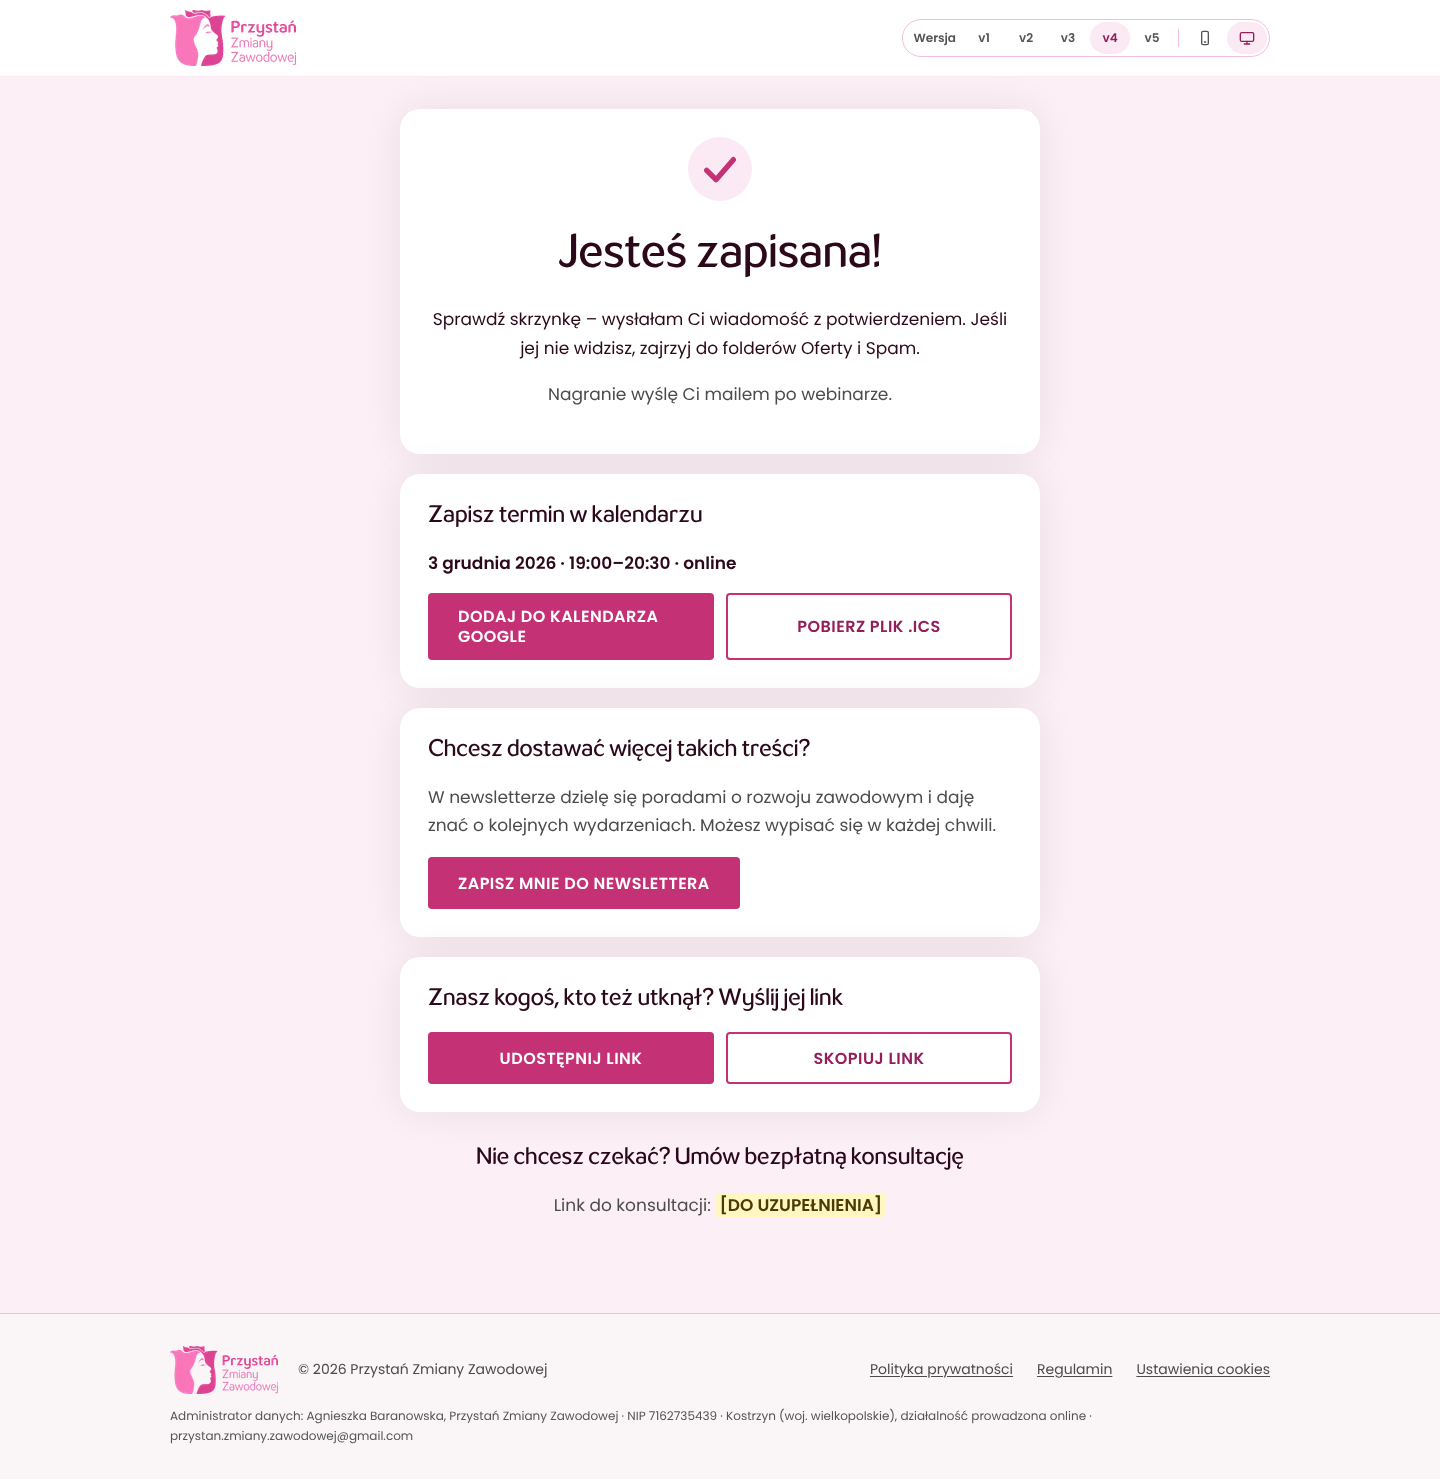 Przystań
Zmiany
Zawodowej
Wersja v1 v2 v3 v4 v5
Jesteś zapisana!
Sprawdź skrzynkę – wysłałam Ci wiadomość z potwierdzeniem. Jeśli
jej nie widzisz, zajrzyj do folderów Oferty i Spam.
Nagranie wyślę Ci mailem po webinarze.
Zapisz termin w kalendarzu
3 grudnia 2026 · 19:00–20:30 · online
DODAJ DO KALENDARZA
GOOGLE
POBIERZ PLIK .ICS
Chcesz dostawać więcej takich treści?
W newsletterze dzielę się poradami o rozwoju zawodowym i daję
znać o kolejnych wydarzeniach. Możesz wypisać się w każdej chwili.
ZAPISZ MNIE DO NEWSLETTERA
Znasz kogoś, kto też utknął? Wyślij jej link
UDOSTĘPNIJ LINK
SKOPIUJ LINK
Nie chcesz czekać? Umów bezpłatną konsultację
Link do konsultacji: [DO UZUPEŁNIENIA]
Przystań
Zmiany
Zawodowej
© 2026 Przystań Zmiany Zawodowej
Polityka prywatności Regulamin Ustawienia cookies
Administrator danych: Agnieszka Baranowska, Przystań Zmiany Zawodowej · NIP 7162735439 · Kostrzyn (woj. wielkopolskie), działalność prowadzona online ·
przystan.zmiany.zawodowej@gmail.com